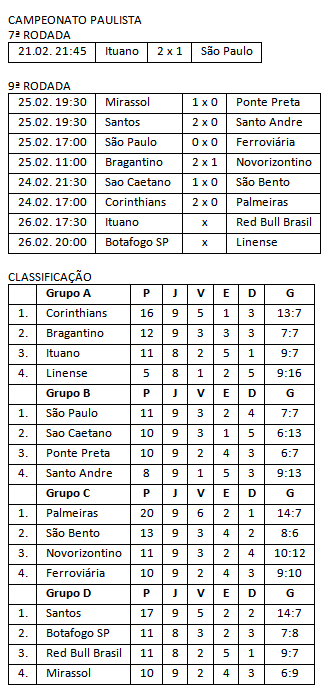 CAMPEONATO PAULISTA
7ª RODADA
21.02. 21:45 Ituano 2 x 1 São Paulo
9ª RODADA
25.02. 19:30 Mirassol 1 x 0 Ponte Preta
25.02. 19:30 Santos 2 x 0 Santo Andre
25.02. 17:00 São Paulo 0 x 0 Ferroviária
25.02. 11:00 Bragantino 2 x 1 Novorizontino
24.02. 21:30 Sao Caetano 1 x 0 São Bento
24.02. 17:00 Corinthians 2 x 0 Palmeiras
26.02. 17:30 Ituano x Red Bull Brasil
26.02. 20:00 Botafogo SP x Linense
CLASSIFICAÇÃO
Grupo A P J V E D G
1. Corinthians 16 9 5 1 3 13:7
2. Bragantino 12 9 3 3 3 7:7
3. Ituano 11 8 2 5 1 9:7
4. Linense 5 8 1 2 5 9:16
Grupo B P J V E D G
1. São Paulo 11 9 3 2 4 7:7
2. Sao Caetano 10 9 3 1 5 6:13
3. Ponte Preta 10 9 2 4 3 6:7
4. Santo Andre 8 9 1 5 3 9:13
Grupo C P J V E D G
1. Palmeiras 20 9 6 2 1 14:7
2. São Bento 13 9 3 4 2 8:6
3. Novorizontino 11 9 3 2 4 10:12
4. Ferroviária 10 9 2 4 3 9:10
Grupo D P J V E D G
1. Santos 17 9 5 2 2 14:7
2. Botafogo SP 11 8 3 2 3 7:8
3. Red Bull Brasil 11 8 2 5 1 9:7
4. Mirassol 10 9 2 4 3 6:9